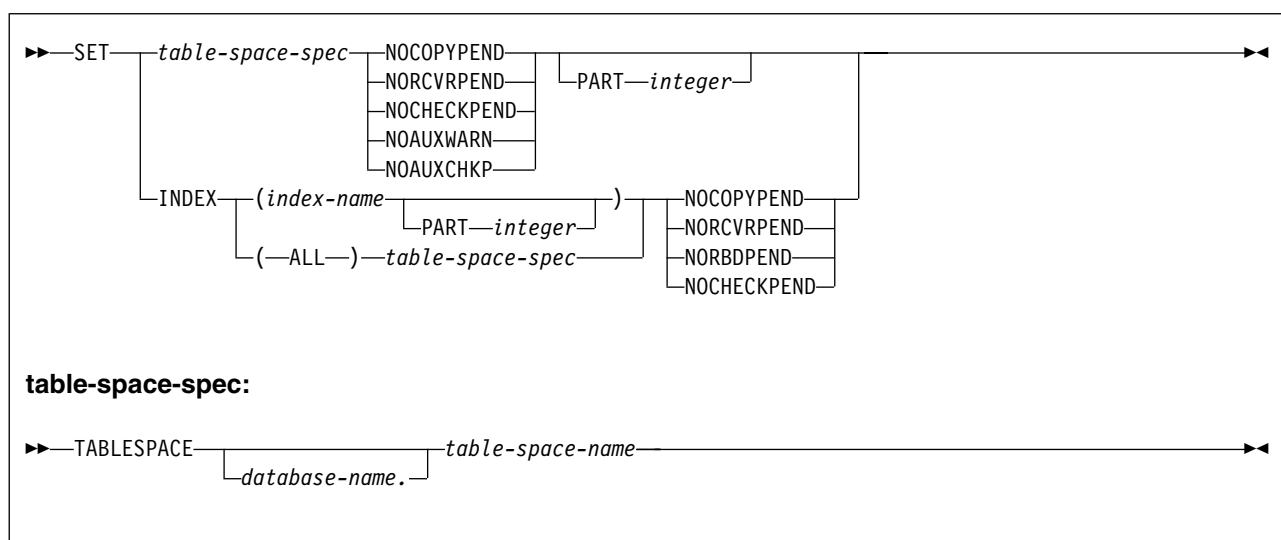 SET table-space-spec NOCOPYPEND
NORCVRPEND PART integer
NOCHECKPEND
NOAUXWARN
NOAUXCHKP
INDEX (index-name ) NOCOPYPEND
PART integer NORCVRPEND
( ALL ) table-space-spec NORBDPEND
NOCHECKPEND
table-space-spec:
TABLESPACE table-space-name
database-name.